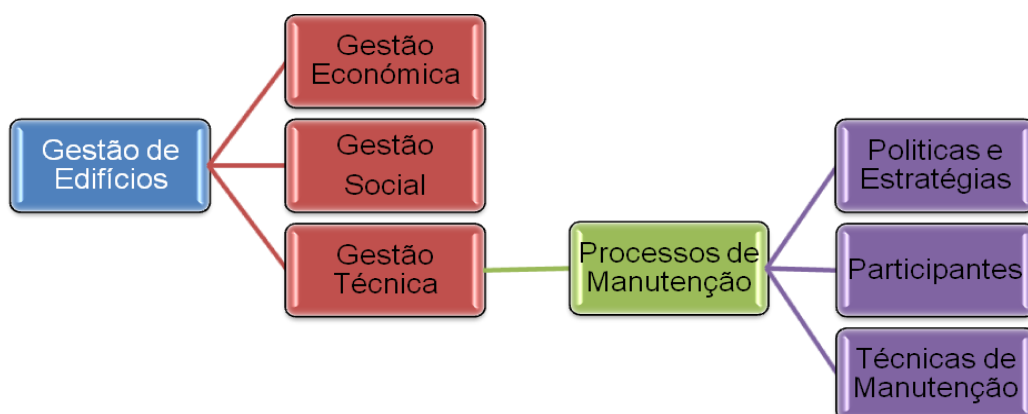 Gestão
Económica
Gestão de
Edifícios
Gestão
Social
Gestão
Técnica
Processos de
Manutenção
Politicas e
Estratégias
Participantes
Técnicas de
Manutenção